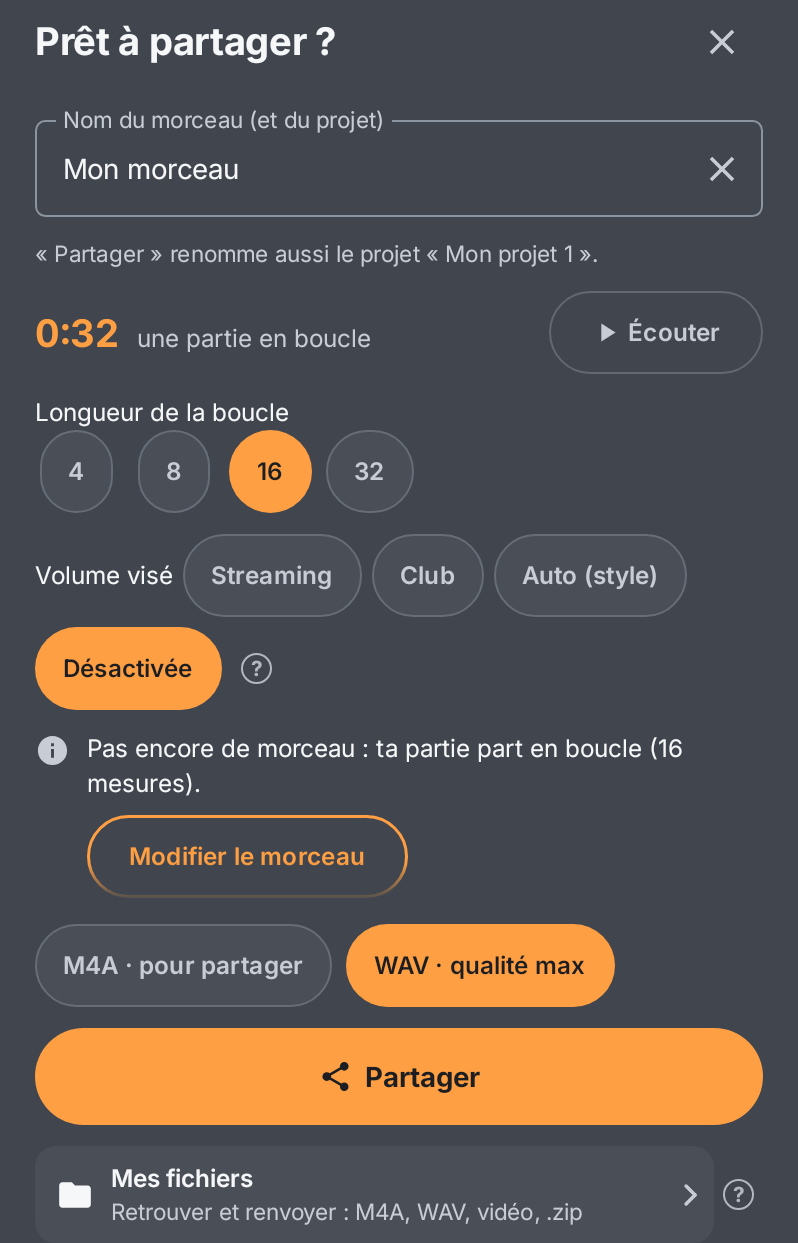 Prêt à partager ?
Nom du morceau (et du projet)
Mon morceau
« Partager » renomme aussi le projet « Mon projet 1 ».
0:32 une partie en boucle
Écouter
Longueur de la boucle
4 8 16 32
Volume visé Streaming Club Auto (style)
Désactivée ?
Pas encore de morceau : ta partie part en boucle (16
mesures).
Modifier le morceau
M4A · pour partager WAV · qualité max
Partager
Mes fichiers
Retrouver et renvoyer : M4A, WAV, vidéo, .zip
?